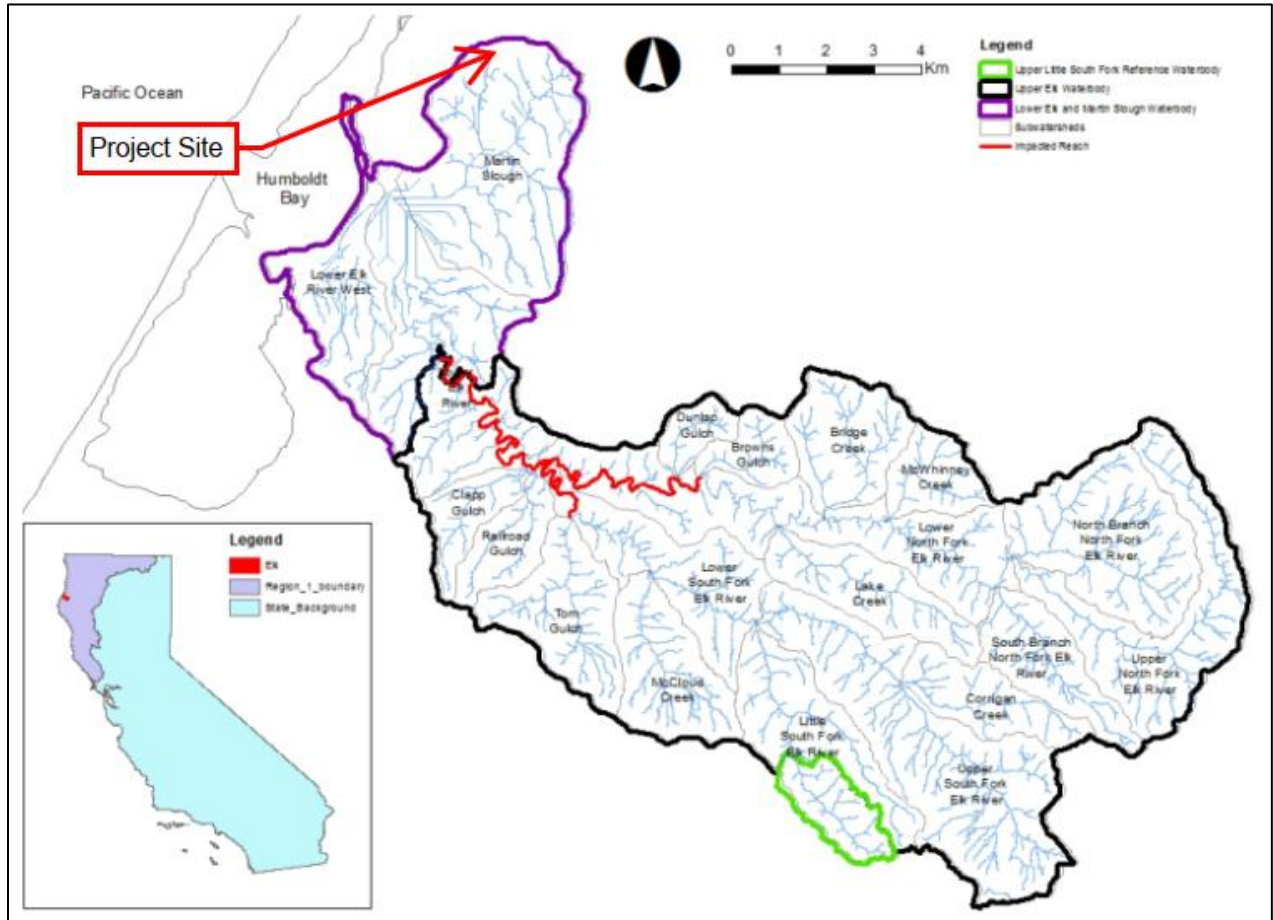 0 1 2 3 4
Km
Legend
Upper Little South Fork Reference Waterbody
Upper Elk Waterbody
Lower Elk and Martin Slough Waterbody
Subwatersheds
Impacted Reach
Pacific Ocean
Project Site
Humboldt
Bay
Martin
Slough
Lower Elk
River West
River
Dunlap
Gulch
Browns
Gulch
Bridge
Creek
McWhinney
Creek
Clapp
Gulch
Railroad
Gulch
Lower
North Fork
Elk River
North Branch
North Fork
Elk River
Lower
South Fork
Elk River
Lake
Creek
Tom
Gulch
South Branch
North Fork Elk
River
Upper
North Fork
Elk River
McCloud
Creek
Corrigan
Creek
Little
South Fork
Elk River
Upper
South Fork
Elk River
Legend
Elk
Region_1_boundary
State_Background